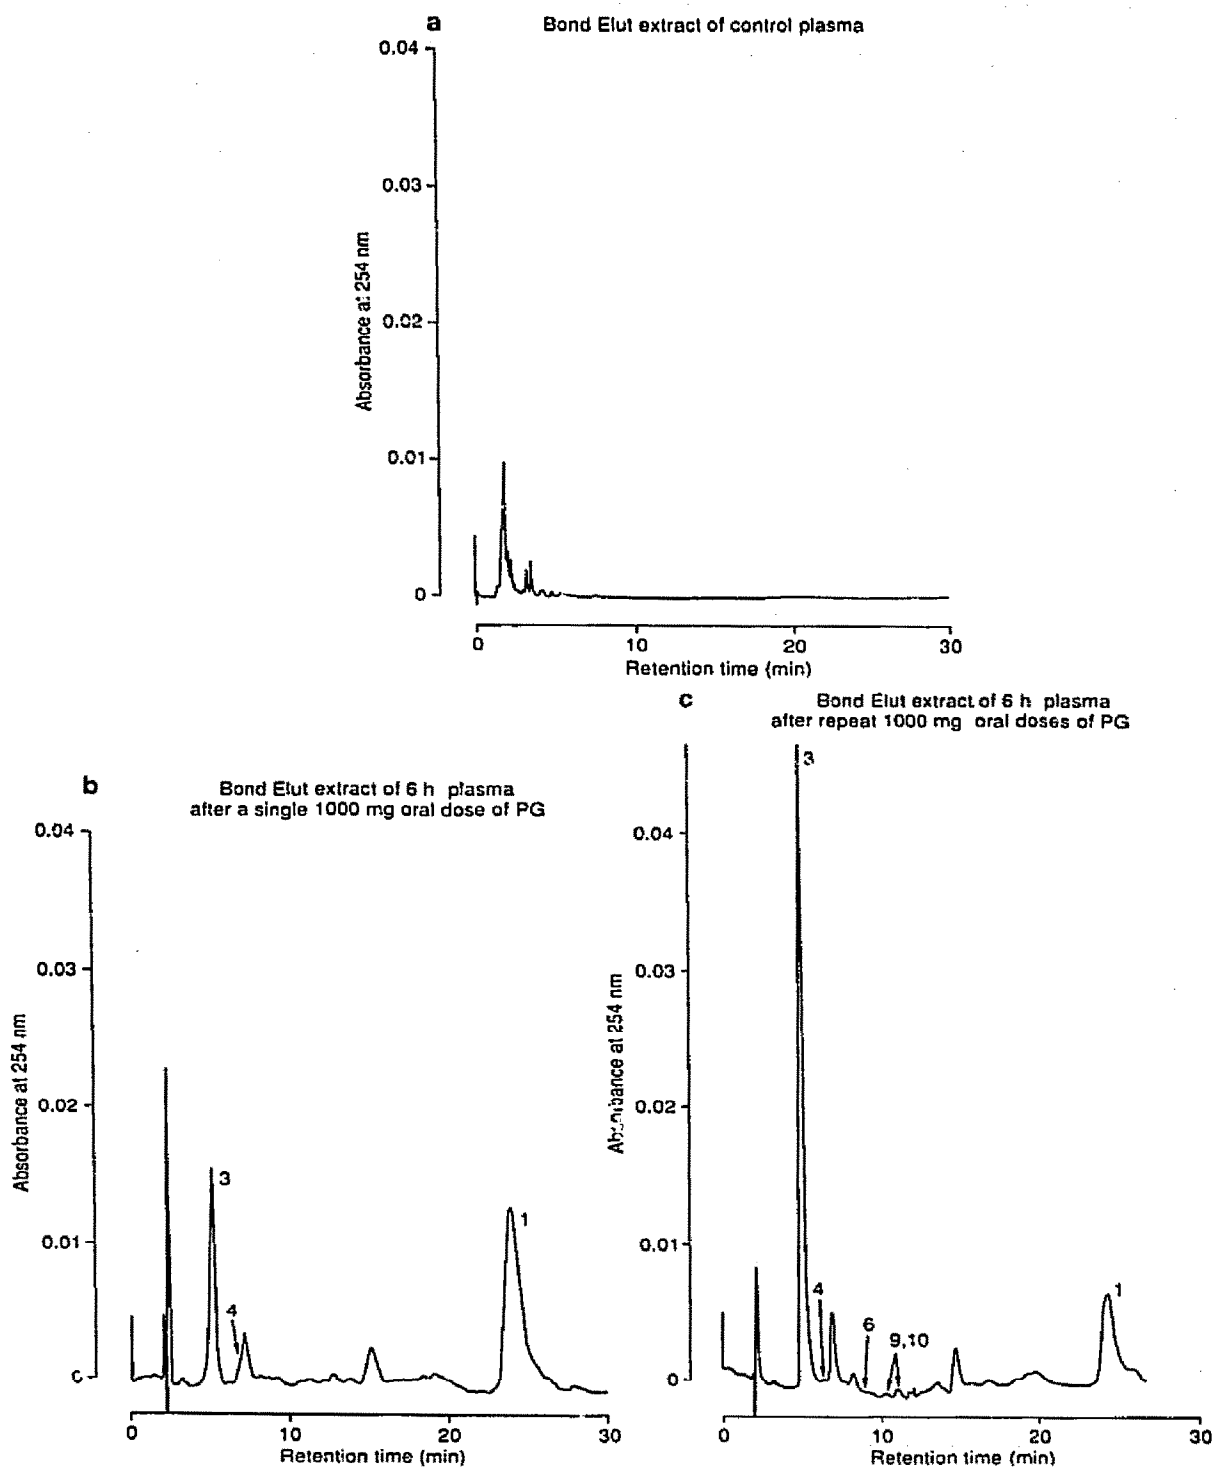 a
Bond Elut extract of control plasma
0.04
0.03
0.02
0.01
0
Absorbance at 254 nm
0 10 20 30
Retention time (min)
c
Bond Elut extract of 6 h plasma
after repeat 1000 mg oral doses of PG
3
0.04
0.03
0.02
0.01
0
Absorbance at 254 nm
4
6
9,10
1
0 10 20 30
Retention time (min)
b
Bond Elut extract of 6 h plasma
after a single 1000 mg oral dose of PG
0.04
0.03
0.02
0.01
0
Absorbance at 254 nm
3
4
1
0 10 20 30
Retention time (min)